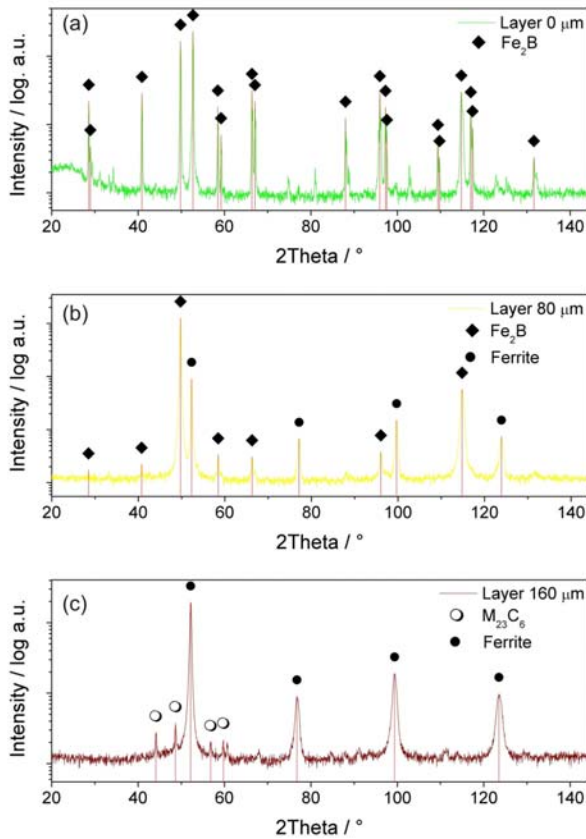 (a)
Layer 0 μm
Fe₂B
Intensity / log. a.u.
20 40 60 80 100 120 140
2Theta / °
(b)
Layer 80 μm
Fe₂B
Ferrite
Intensity / log a.u.
20 40 60 80 100 120 140
2Theta / °
(c)
Layer 160 μm
M₂₃C₆
Ferrite
Intensity / log a.u.
20 40 60 80 100 120 140
2Theta / °